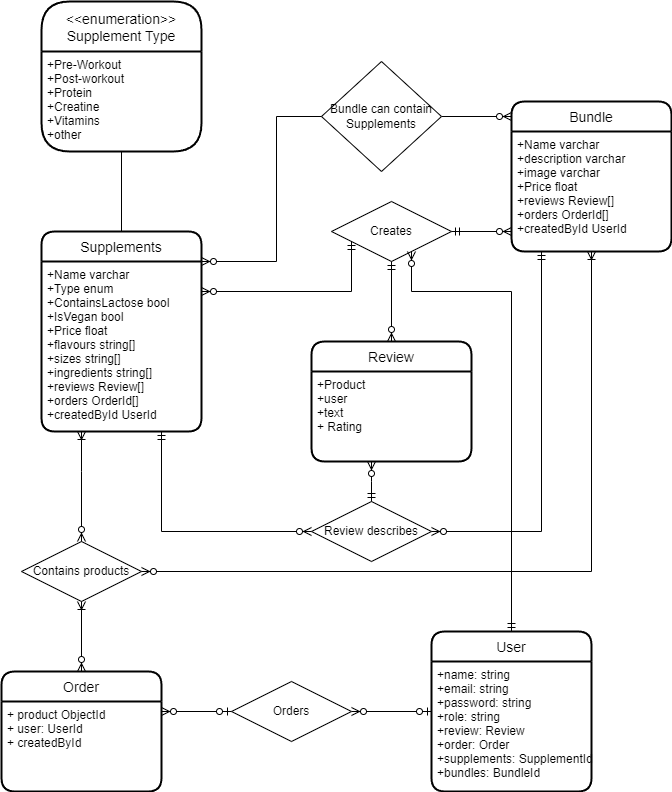 <<enumeration>>
Supplement Type
+Pre-Workout
+Post-workout
+Protein
+Creatine
+Vitamins
+other
Bundle can contain
Supplements
Bundle
+Name varchar
+description varchar
+image varchar
+Price float
+reviews Review[]
+orders OrderId[]
+createdById UserId
Creates
Supplements
+Name varchar
+Type enum
+ContainsLactose bool
+IsVegan bool
+Price float
+flavours string[]
+sizes string[]
+ingredients string[]
+reviews Review[]
+orders OrderId[]
+createdById UserId
Review
+Product
+user
+text
+ Rating
Review describes
Contains products
Order
+ product ObjectId
+ user: UserId
+ createdById
Orders
User
+name: string
+email: string
+password: string
+role: string
+review: Review
+order: Order
+supplements: SupplementId
+bundles: BundleId